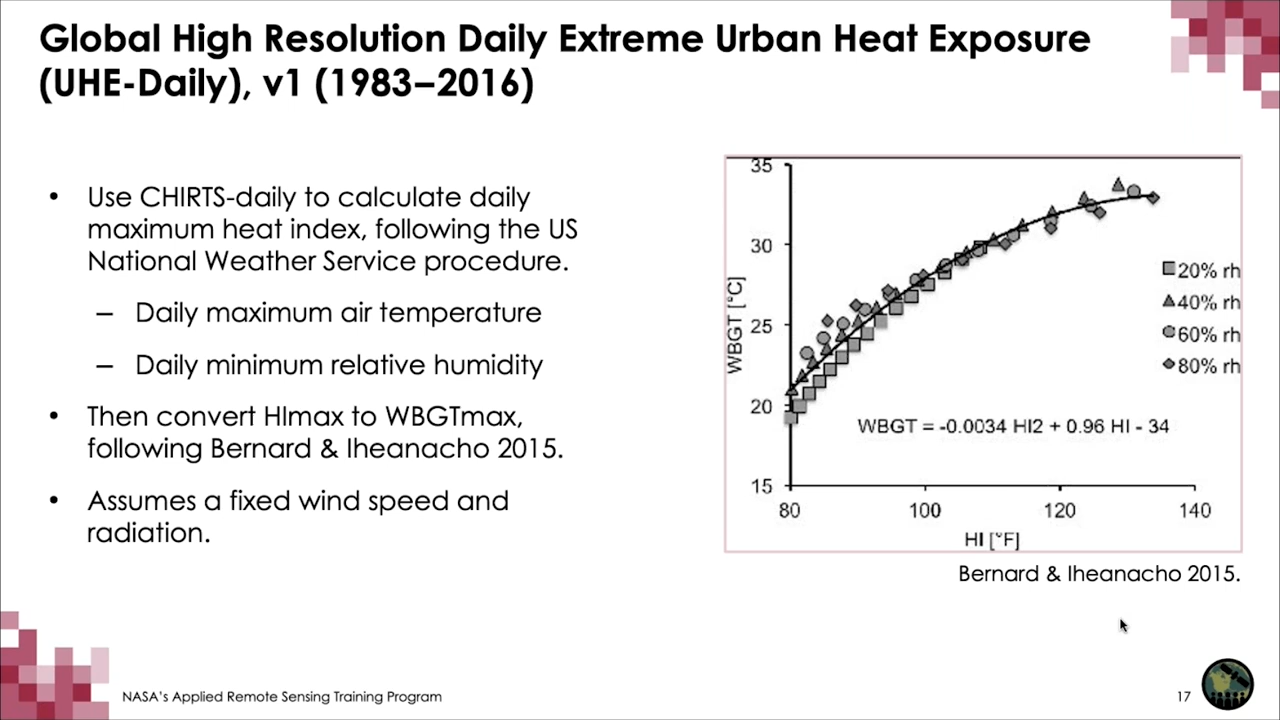 Global High Resolution Daily Extreme Urban Heat Exposure
(UHE-Daily), v1 (1983–2016)
• Use CHIRTS-daily to calculate daily
maximum heat index, following the US
National Weather Service procedure.
– Daily maximum air temperature
– Daily minimum relative humidity
• Then convert HImax to WBGTmax,
following Bernard & Iheanacho 2015.
• Assumes a fixed wind speed and
radiation.
35
30
25
20
15
WBGT [°C]
20% rh
40% rh
60% rh
80% rh
WBGT = -0.0034 HI2 + 0.96 HI - 34
80 100 120 140
HI [°F]
Bernard & Iheanacho 2015.
NASA's Applied Remote Sensing Training Program
17